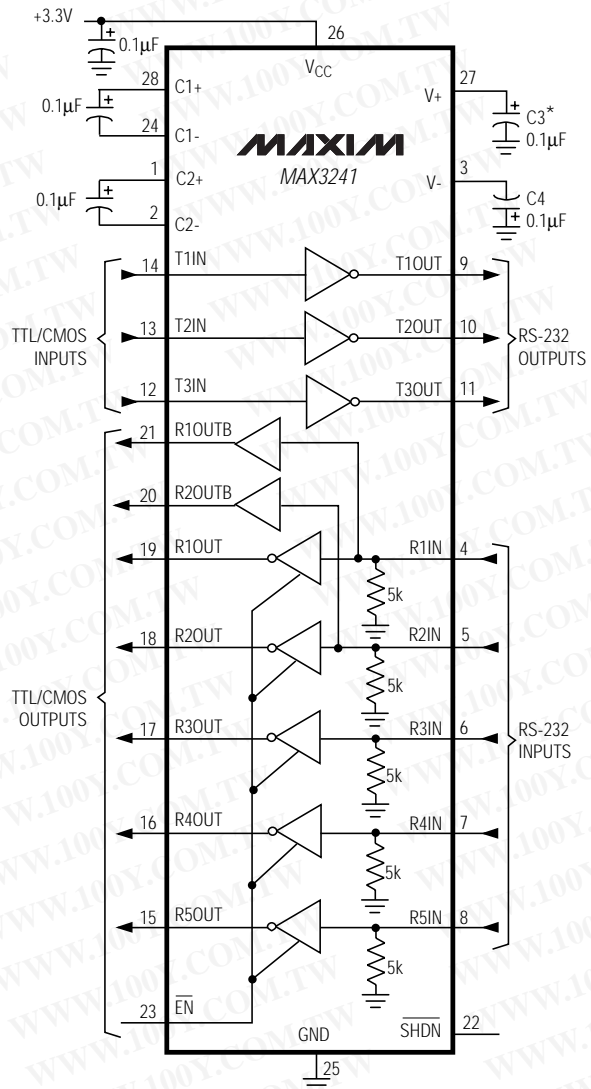 +3.3V
26
0.1µF
VCC
28
C1+
V+
27
0.1µF
C3*
0.1µF
24
C1-
MAXIM
MAX3241
1
C2+
V-
3
0.1µF
C4
0.1µF
2
C2-
14
T1IN
T1OUT
9
TTL/CMOS
INPUTS
13
T2IN
T2OUT
10
RS-232
OUTPUTS
12
T3IN
T3OUT
11
21
R1OUTB
20
R2OUTB
19
R1OUT
R1IN
4
5k
18
R2OUT
R2IN
5
5k
TTL/CMOS
OUTPUTS
17
R3OUT
R3IN
6
RS-232
INPUTS
5k
16
R4OUT
R4IN
7
5k
15
R5OUT
R5IN
8
5k
23
EN
GND
SHDN
22
25
WWW.100Y.COM.TW